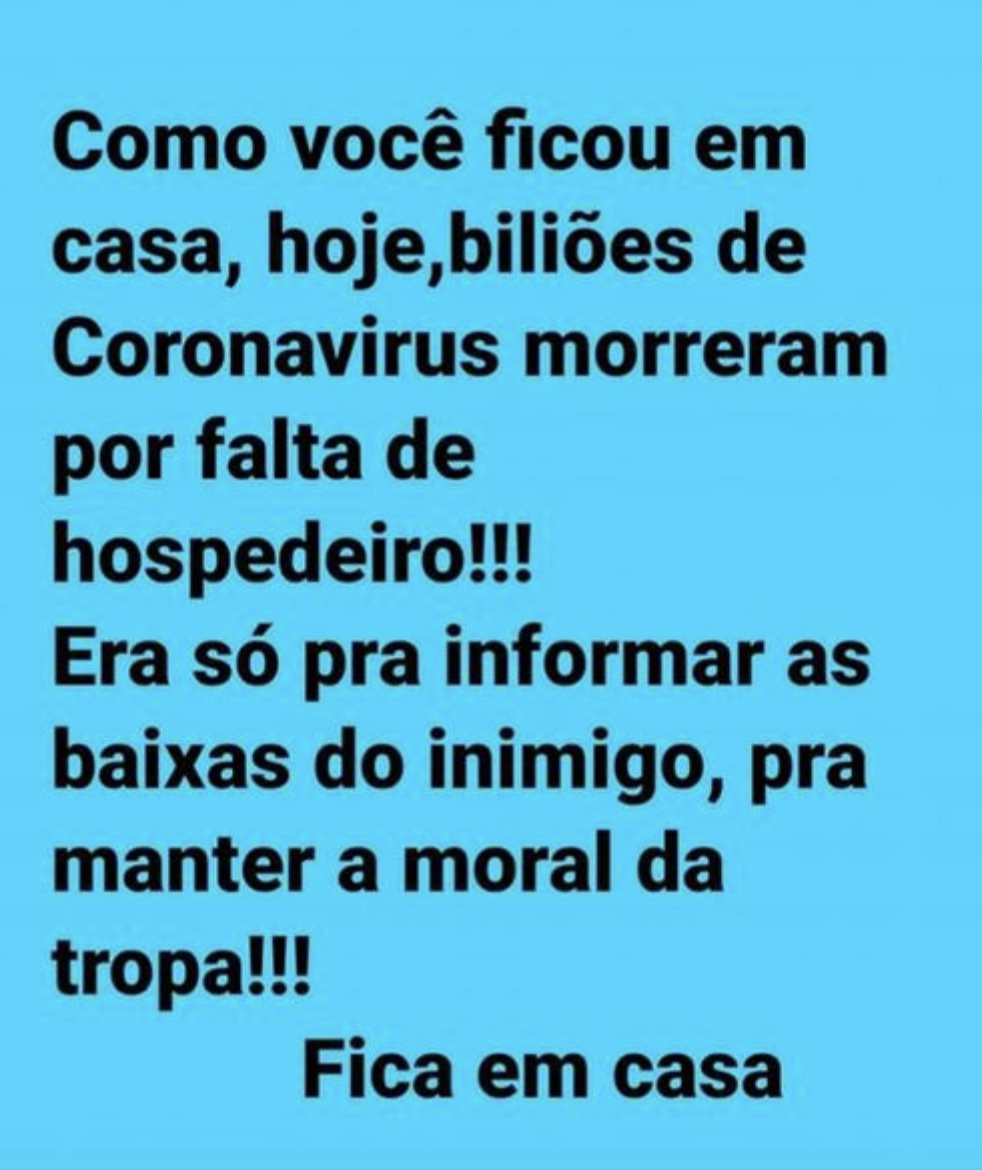 Como você ficou em
casa, hoje,biliões de
Coronavirus morreram
por falta de
hospedeiro!!!
Era só pra informar as
baixas do inimigo, pra
manter a moral da
tropa!!!
Fica em casa